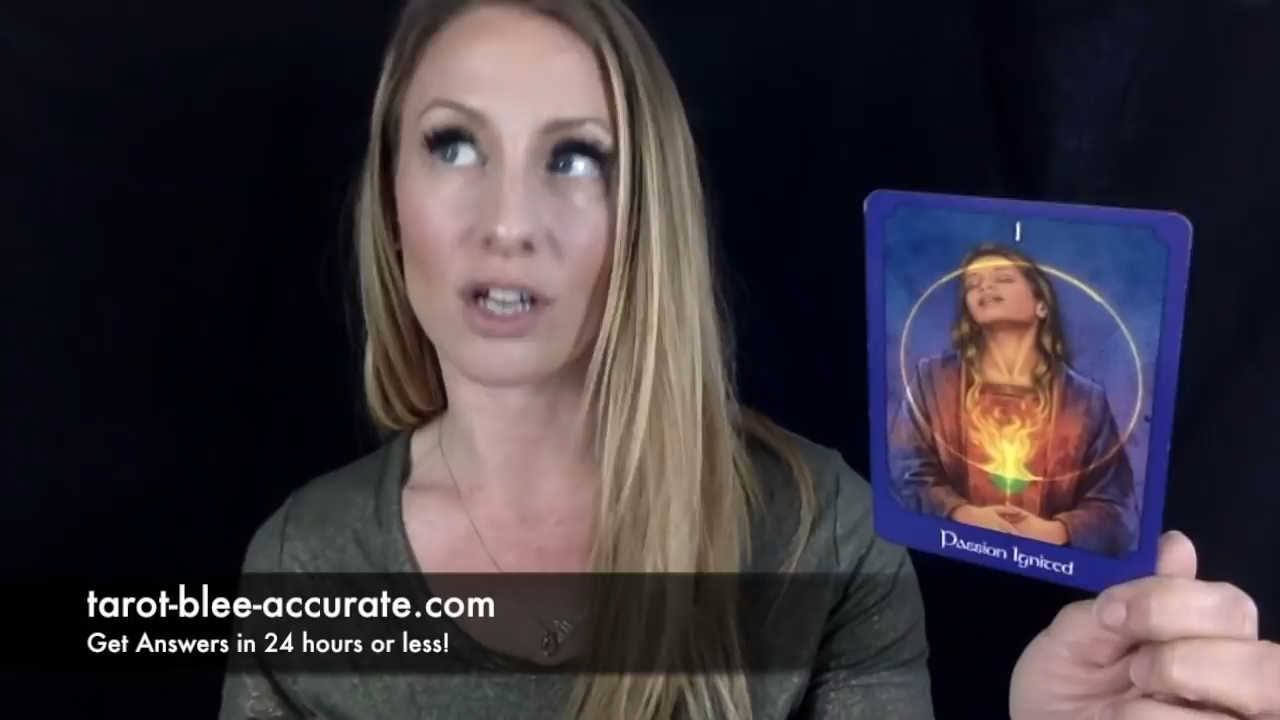 I
Passion Ignited
tarot-blee-accurate.com
Get Answers in 24 hours or less!